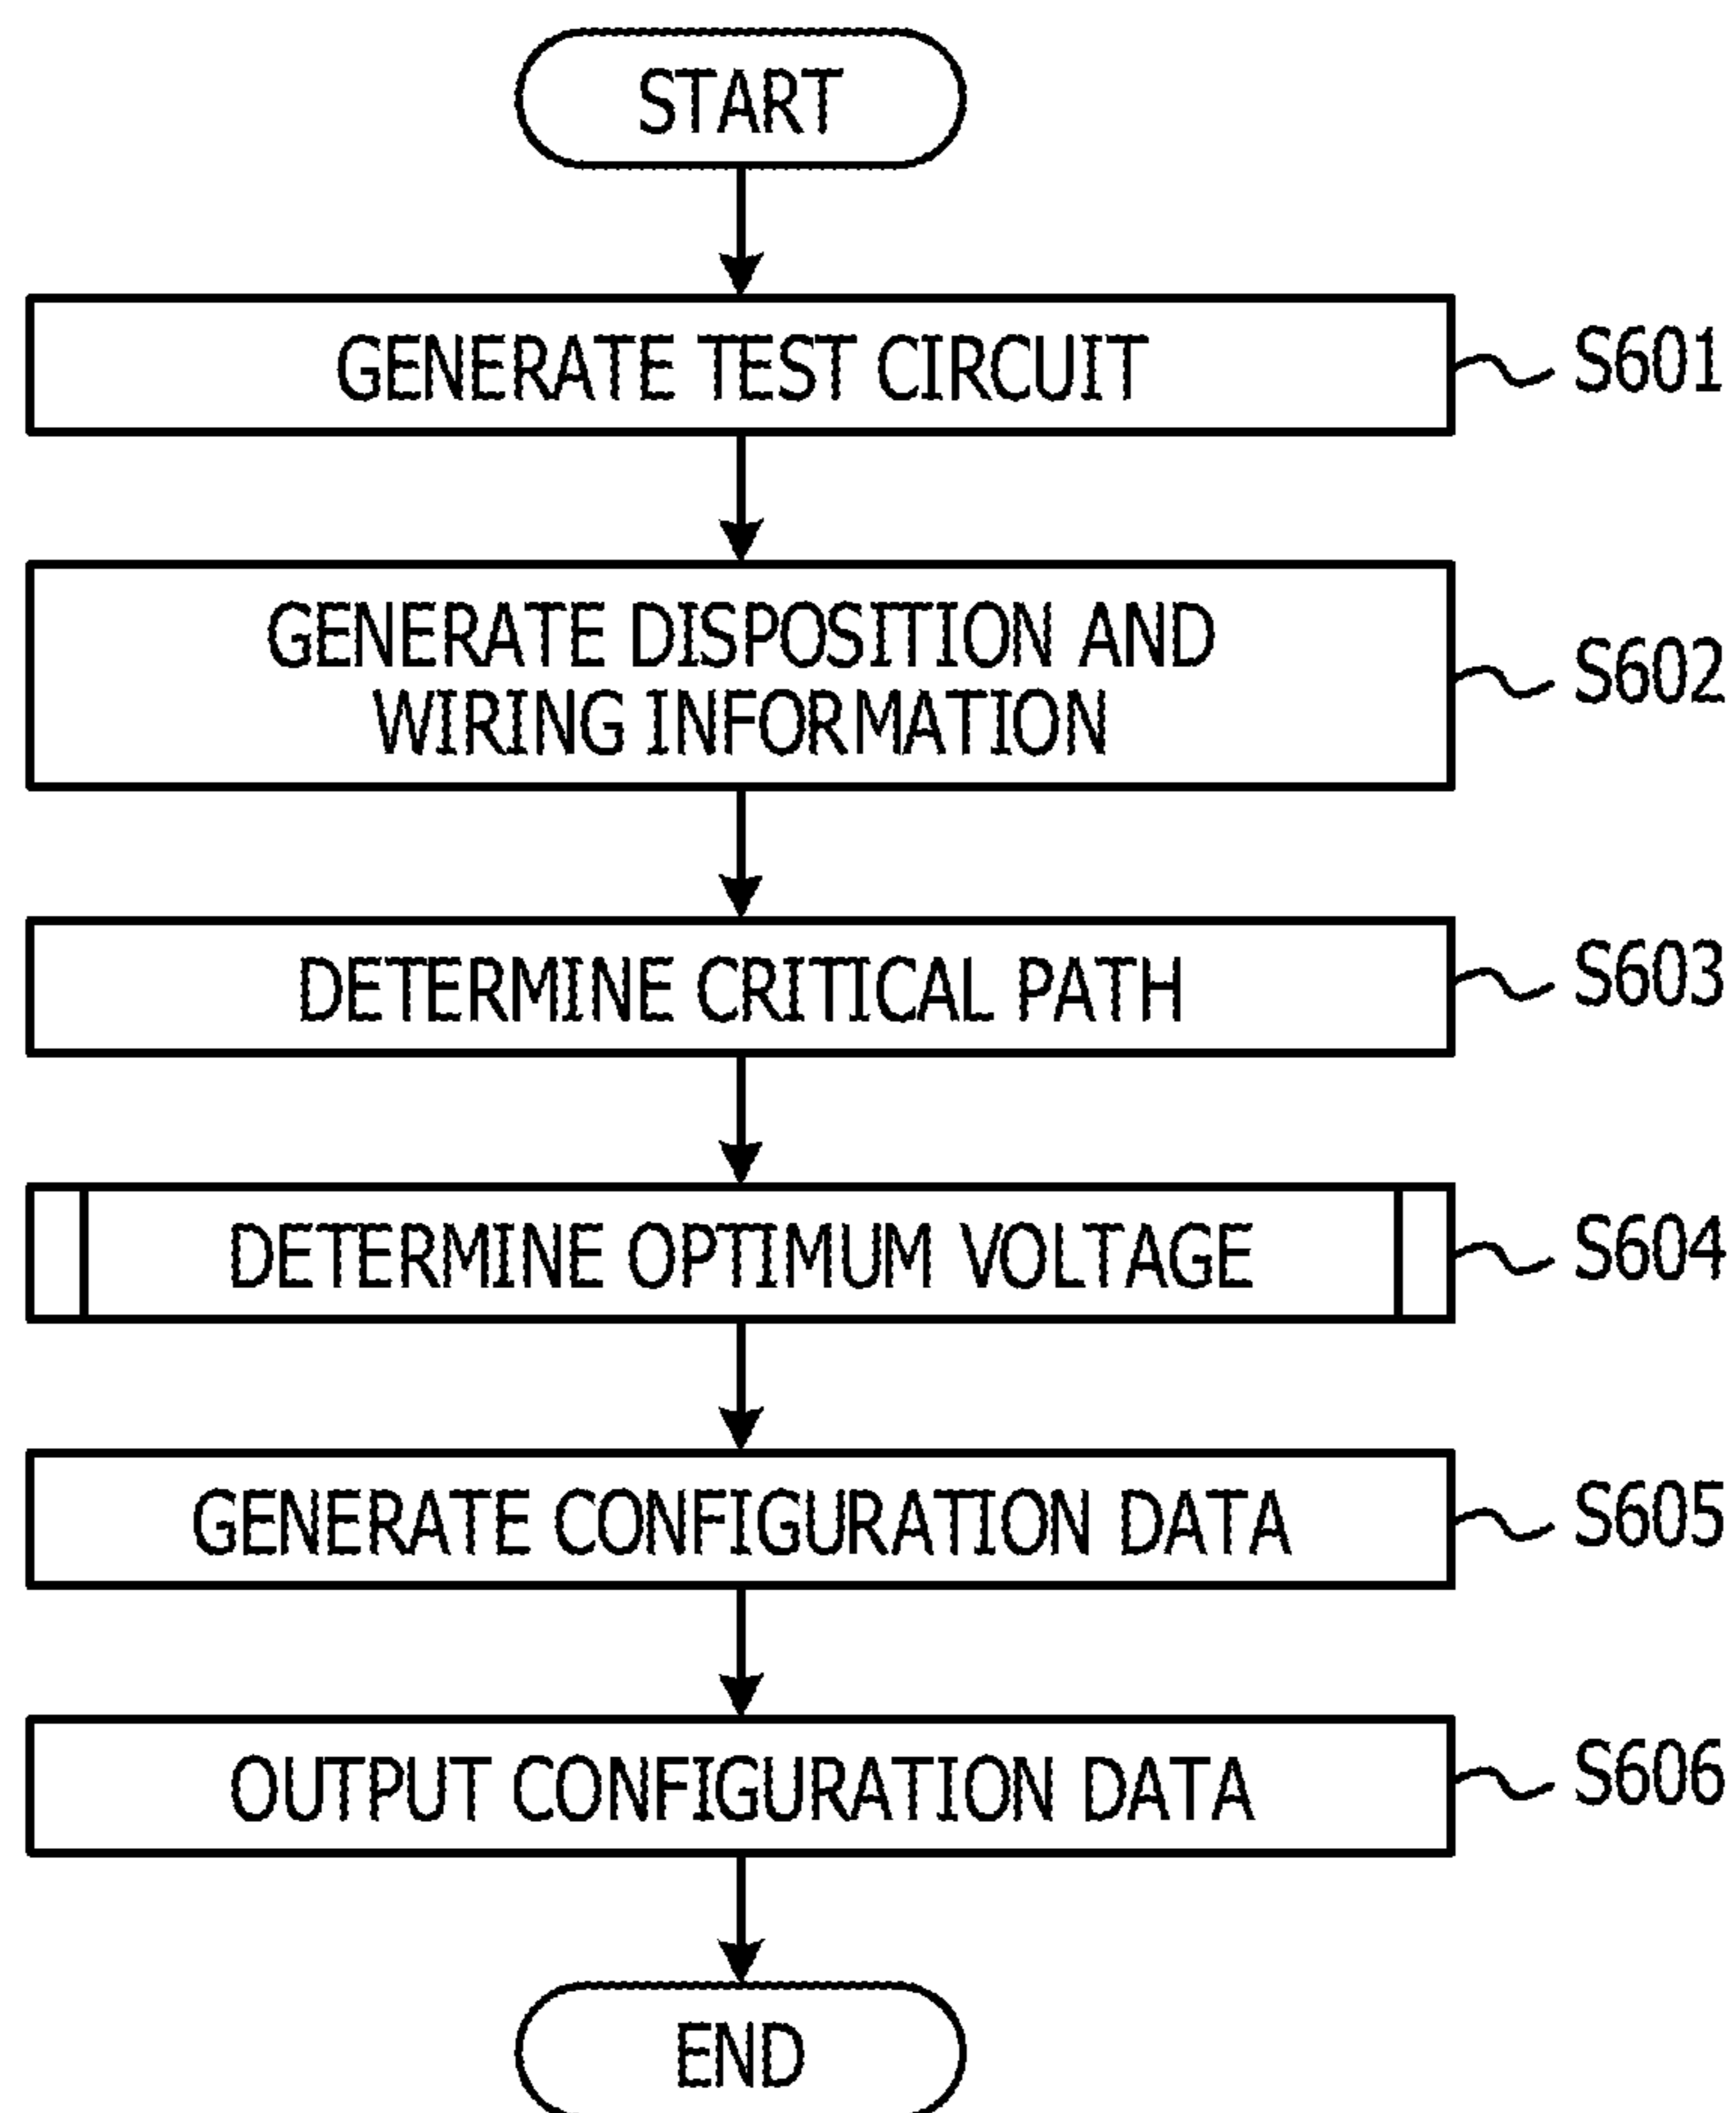 START
GENERATE TEST CIRCUIT
S601
GENERATE DISPOSITION AND
WIRING INFORMATION
S602
DETERMINE CRITICAL PATH
S603
DETERMINE OPTIMUM VOLTAGE
S604
GENERATE CONFIGURATION DATA
S605
OUTPUT CONFIGURATION DATA
S606
END